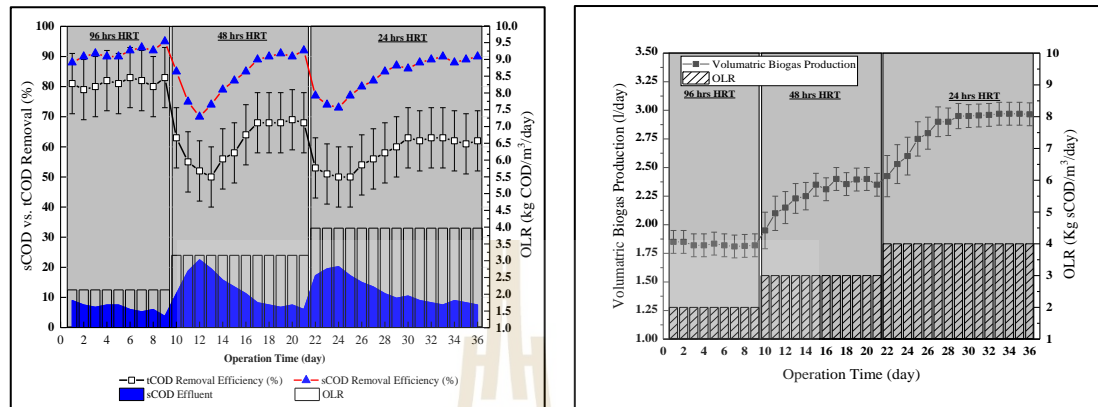 100
90
80
70
60
50
40
30
20
10
0
sCOD vs. tCOD Removal (%)
96 hrs HRT
48 hrs HRT
24 hrs HRT
10.0
9.5
9.0
8.5
8.0
7.5
7.0
6.5
6.0
5.5
5.0
4.5
4.0
3.5
3.0
2.5
2.0
1.5
1.0
OLR (kg COD/m³/day)
0 2 4 6 8 10 12 14 16 18 20 22 24 26 28 30 32 34 36
Operation Time (day)
tCOD Removal Efficiency (%) sCOD Removal Efficiency (%)
sCOD Effluent OLR
3.50
3.25
3.00
2.75
2.50
2.25
2.00
1.75
1.50
1.25
1.00
Volumatric Biogas Production (l/day)
Volumatric Biogas Production
OLR
96 hrs HRT
48 hrs HRT
24 hrs HRT
10
9
8
7
6
5
4
3
2
1
OLR (Kg sCOD/m³/day)
0 2 4 6 8 10 12 14 16 18 20 22 24 26 28 30 32 34 36
Operation Time (day)